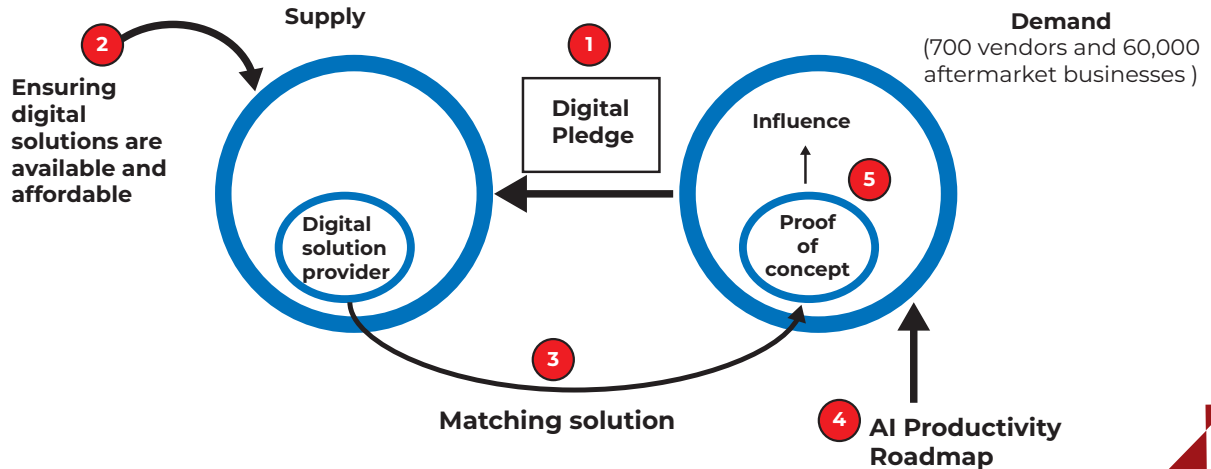 Supply
1
Digital
Pledge
Demand
(700 vendors and 60,000
aftermarket businesses )
2
Ensuring
digital
solutions are
available and
affordable
Digital
solution
provider
Influence
5
Proof
of
concept
3
Matching solution
4
AI Productivity
Roadmap